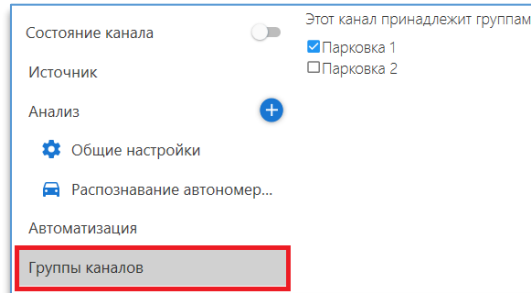 Состояние канала
Источник
Анализ
Общие настройки
Распознавание автономер...
Автоматизация
Группы каналов
Этот канал принадлежит группам
Парковка 1
Парковка 2